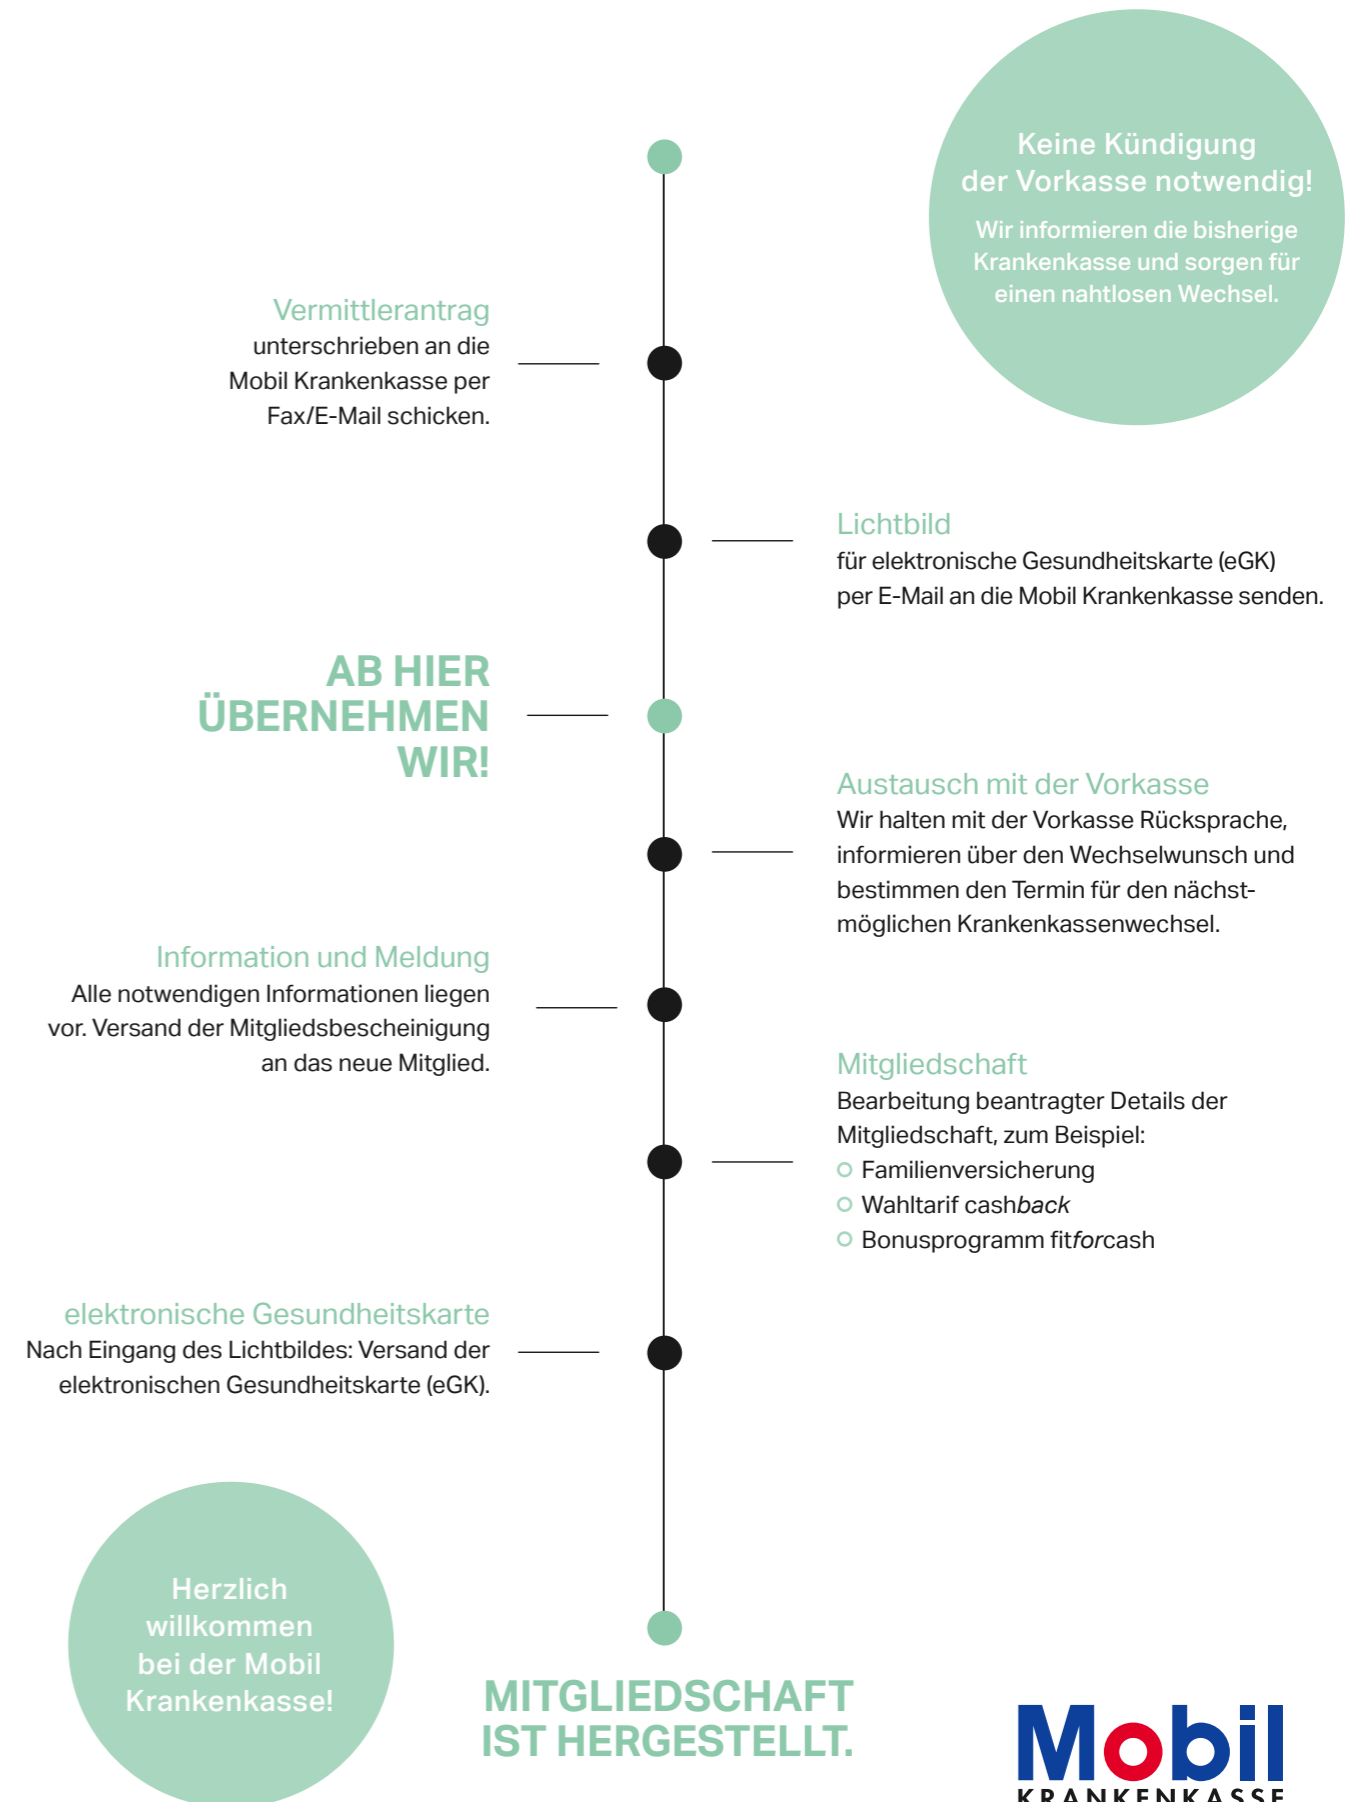 Keine Kündigung
der Vorkasse notwendig!
Wir informieren die bisherige
Krankenkasse und sorgen für
einen nahtlosen Wechsel.
Vermittlerantrag
unterschrieben an die
Mobil Krankenkasse per
Fax/E-Mail schicken.
Lichtbild
für elektronische Gesundheitskarte (eGK)
per E-Mail an die Mobil Krankenkasse senden.
AB HIER
ÜBERNEHMEN
WIR!
Austausch mit der Vorkasse
Wir halten mit der Vorkasse Rücksprache,
informieren über den Wechselwunsch und
bestimmen den Termin für den nächst-
möglichen Krankenkassenwechsel.
Information und Meldung
Alle notwendigen Informationen liegen
vor. Versand der Mitgliedsbescheinigung
an das neue Mitglied.
Mitgliedschaft
Bearbeitung beantragter Details der
Mitgliedschaft, zum Beispiel:
Familienversicherung
Wahltarif cashback
Bonusprogramm fitforcash
elektronische Gesundheitskarte
Nach Eingang des Lichtbildes: Versand der
elektronischen Gesundheitskarte (eGK).
Herzlich
willkommen
bei der Mobil
Krankenkasse!
MITGLIEDSCHAFT
IST HERGESTELLT.
Mobil
KRANKENKASSE